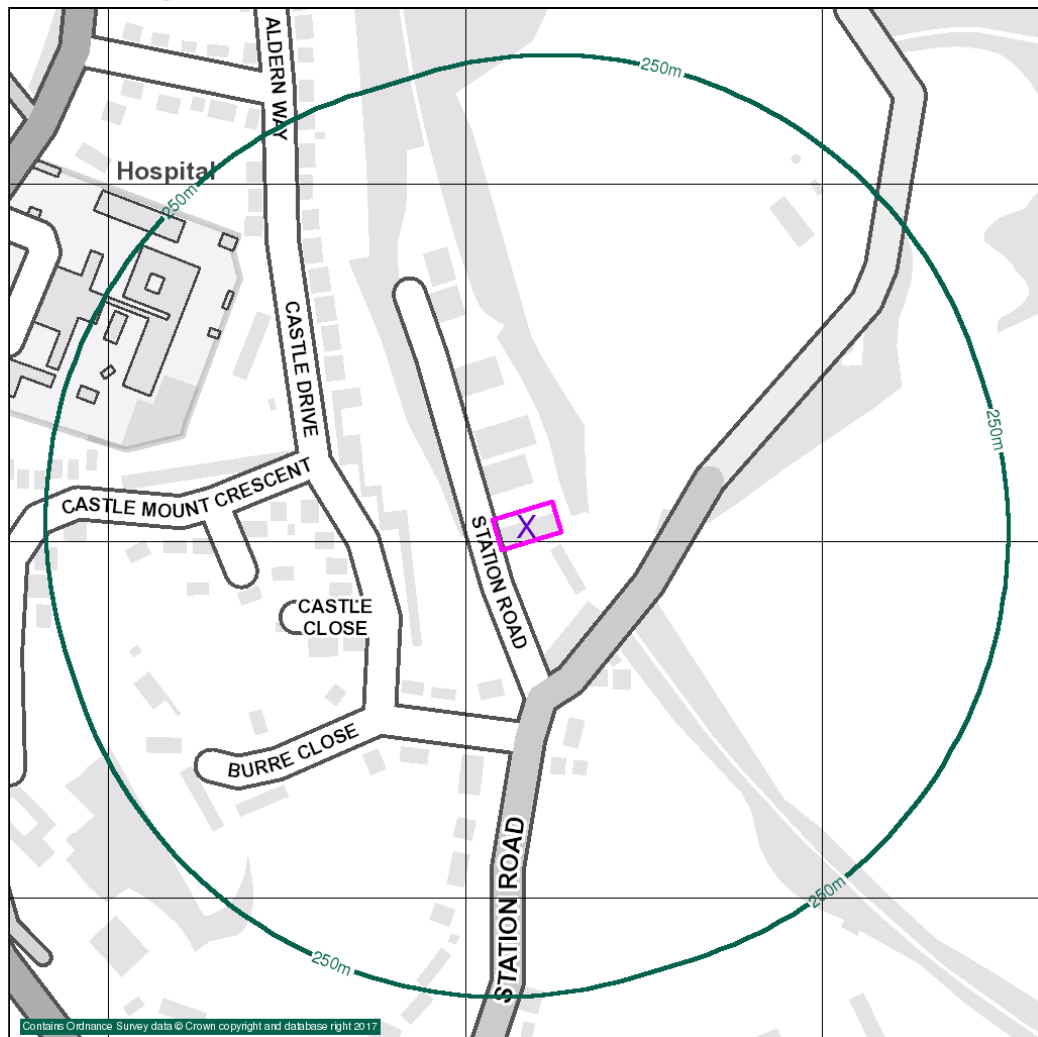 ALDERN WAY
250m
Hospital
250m
CASTLE DRIVE
250m
CASTLE MOUNT CRESCENT
X
STATION ROAD
CASTLE
CLOSE
BURRE CLOSE
STATION ROAD
250m
250m
Contains Ordnance Survey data © Crown copyright and database right 2017